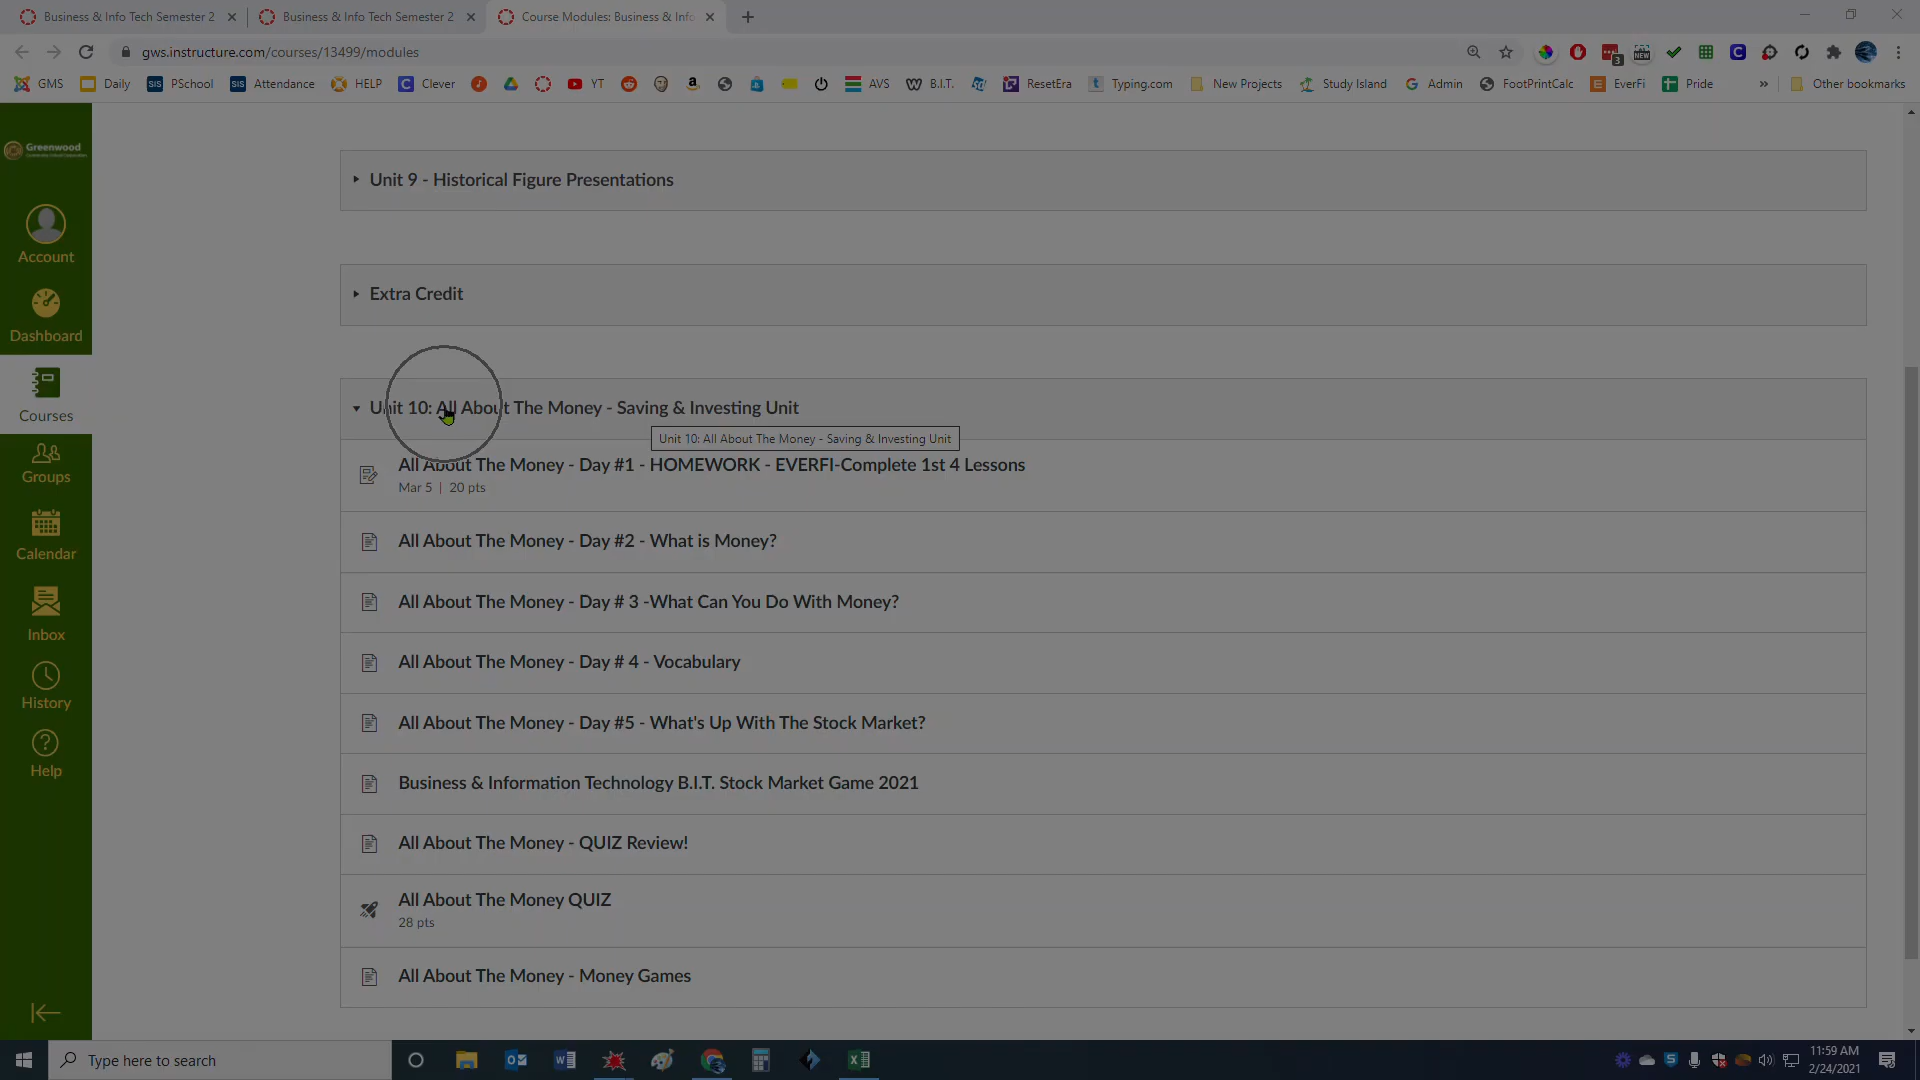 Business & Info Tech Semester 2
Business & Info Tech Semester 2
Course Modules: Business & Info
gws.instructure.com/courses/13499/modules
3
NEW
GMS
Daily
SIS
PSchool
SIS
Attendance
HELP
Clever
YT
AVS
B.I.T.
ResetEra
Typing.com
New Projects
Study Island
Admin
FootPrintCalc
EverFi
Pride
»
Other bookmarks
Greenwood
Account
Dashboard
Courses
Groups
Calendar
Inbox
History
Help
Unit 9 - Historical Figure Presentations
Extra Credit
Unit 10: All About The Money - Saving & Investing Unit
Unit 10: All About The Money - Saving & Investing Unit
All About The Money - Day #1 - HOMEWORK - EVERFI-Complete 1st 4 Lessons
Mar 5 | 20 pts
All About The Money - Day #2 - What is Money?
All About The Money - Day # 3 -What Can You Do With Money?
All About The Money - Day # 4 - Vocabulary
All About The Money - Day #5 - What's Up With The Stock Market?
Business & Information Technology B.I.T. Stock Market Game 2021
All About The Money - QUIZ Review!
All About The Money QUIZ
28 pts
All About The Money - Money Games
Type here to search
11:59 AM
2/24/2021